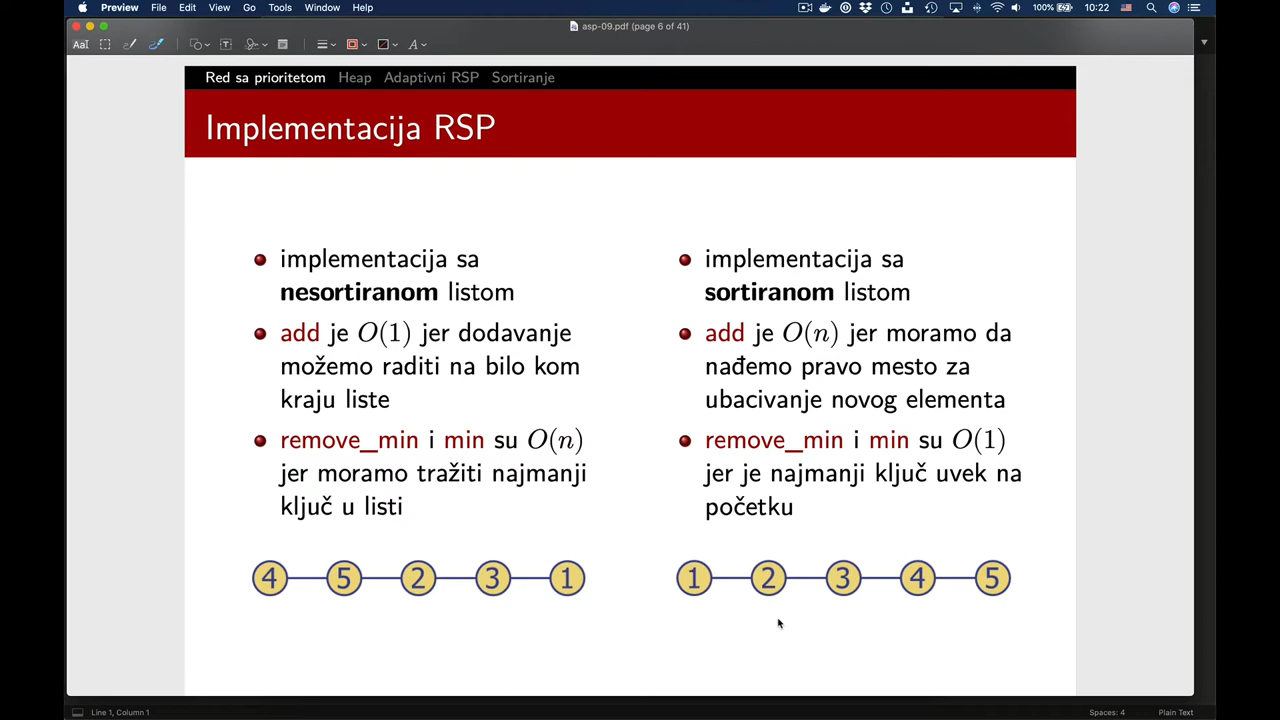 Preview File Edit View Go Tools Window Help
100% 10:22
asp-09.pdf (page 6 of 41)
AaI
T
A
Red sa prioritetom Heap Adaptivni RSP Sortiranje
Implementacija RSP
implementacija sa
nesortiranom listom
add je O(1) jer dodavanje
možemo raditi na bilo kom
kraju liste
remove_min i min su O(n)
jer moramo tražiti najmanji
ključ u listi
4 5 2 3 1
implementacija sa
sortiranom listom
add je O(n) jer moramo da
nađemo pravo mesto za
ubacivanje novog elementa
remove_min i min su O(1)
jer je najmanji ključ uvek na
početku
1 2 3 4 5
Line 1, Column 1
Spaces: 4 Plain Text